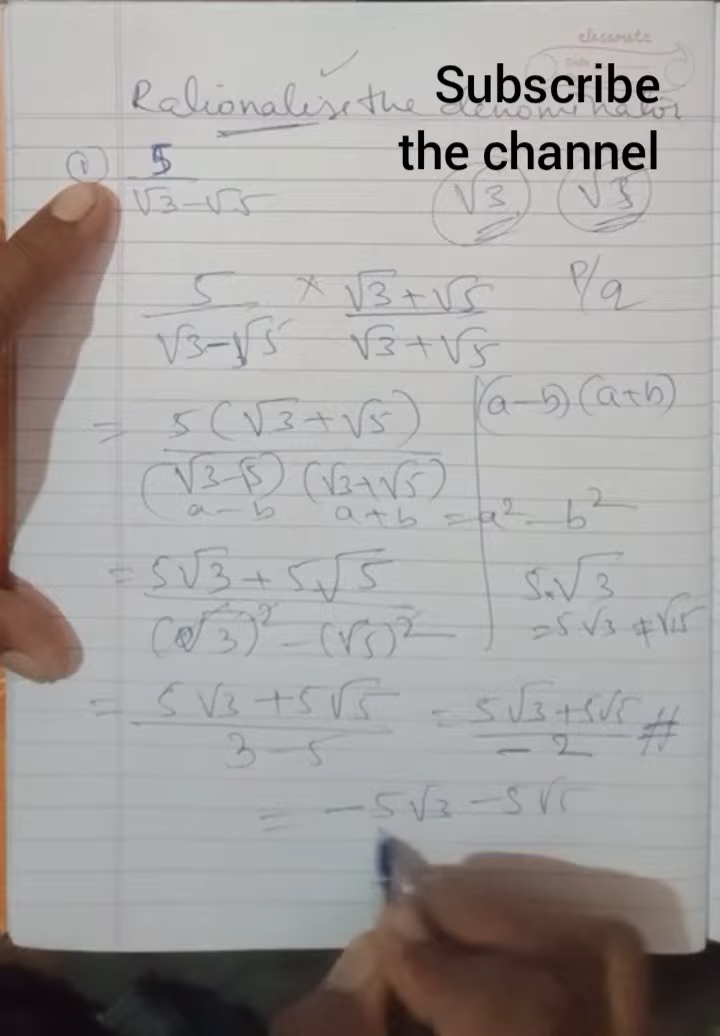 classmate
Subscribe
Rationalise the denominator
the channel
① 5/(√3-√5)
√3 √5
5/(√3-√5) × (√3+√5)/(√3+√5)
P/q
= 5(√3+√5)/(√3-√5)(√3+√5)
(a-b)(a+b)
a-b a+b = a²-b²
= (5√3+5√5)/((√3)²-(√5)²)
5.√3
=5√3 ≠ √15
= (5√3+5√5)/(3-5) = (5√3+5√5)/-2 #
= -5√3-5√5